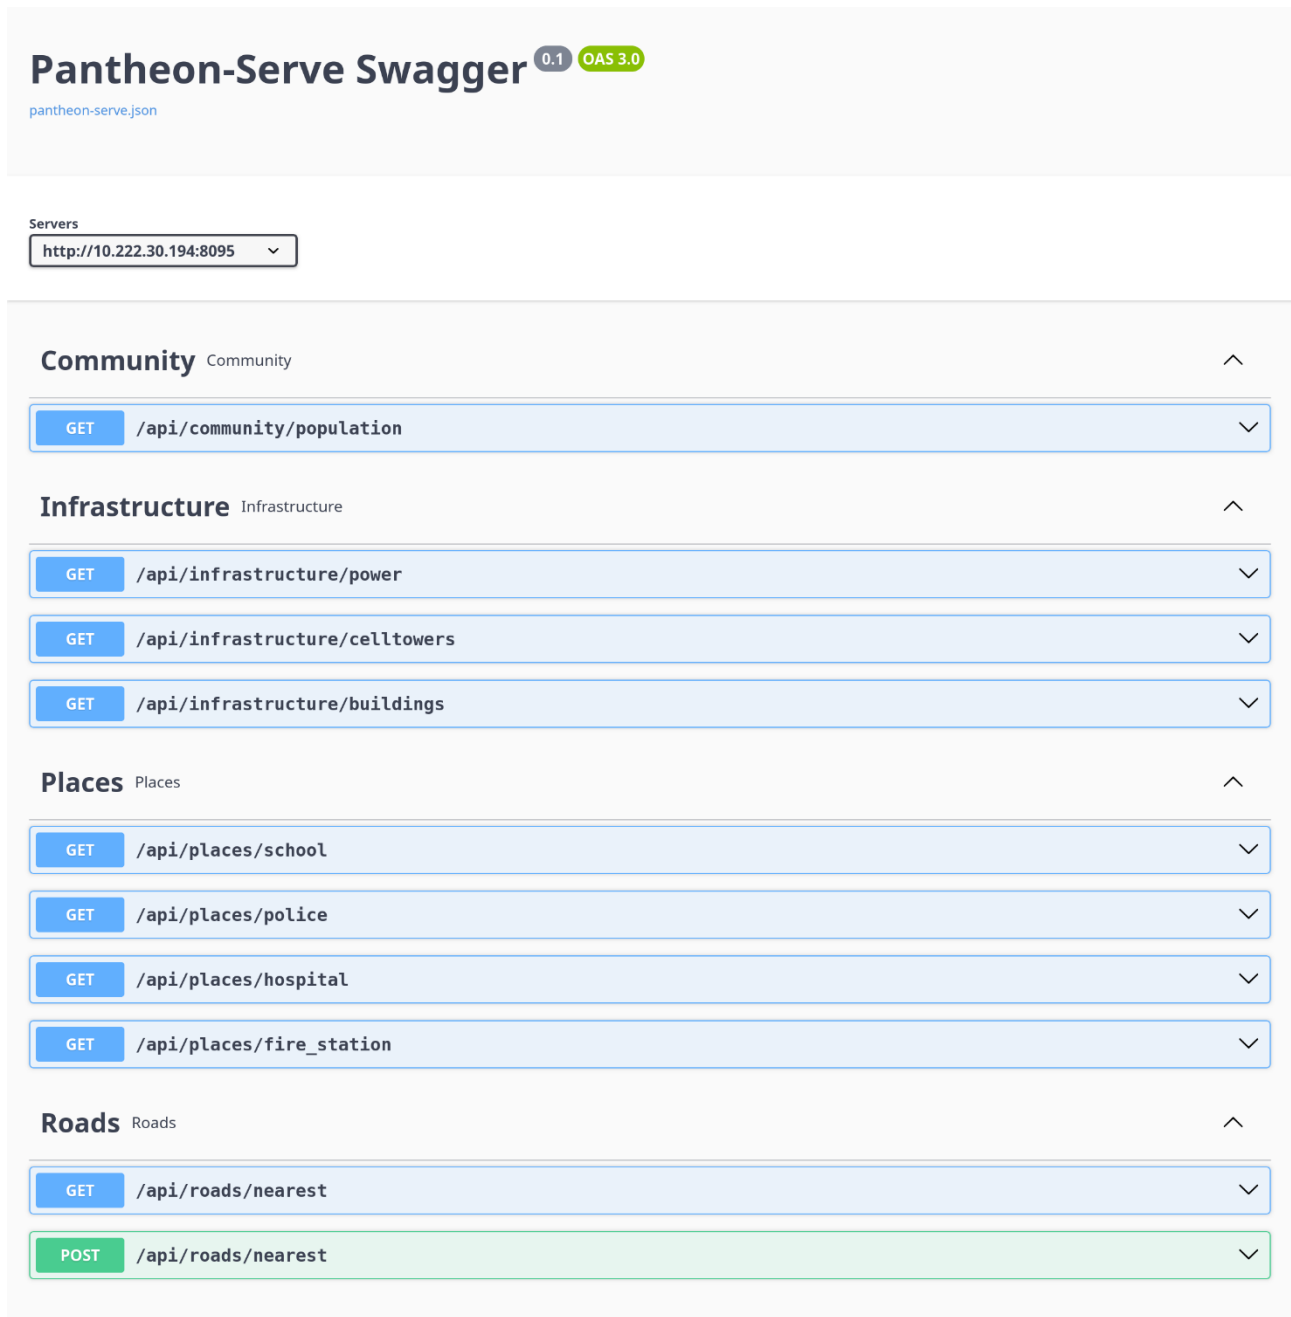 Pantheon-Serve Swagger 0.1 OAS 3.0
pantheon-serve.json
Servers
http://10.222.30.194:8095
Community Community
GET /api/community/population
Infrastructure Infrastructure
GET /api/infrastructure/power
GET /api/infrastructure/celltowers
GET /api/infrastructure/buildings
Places Places
GET /api/places/school
GET /api/places/police
GET /api/places/hospital
GET /api/places/fire_station
Roads Roads
GET /api/roads/nearest
POST /api/roads/nearest